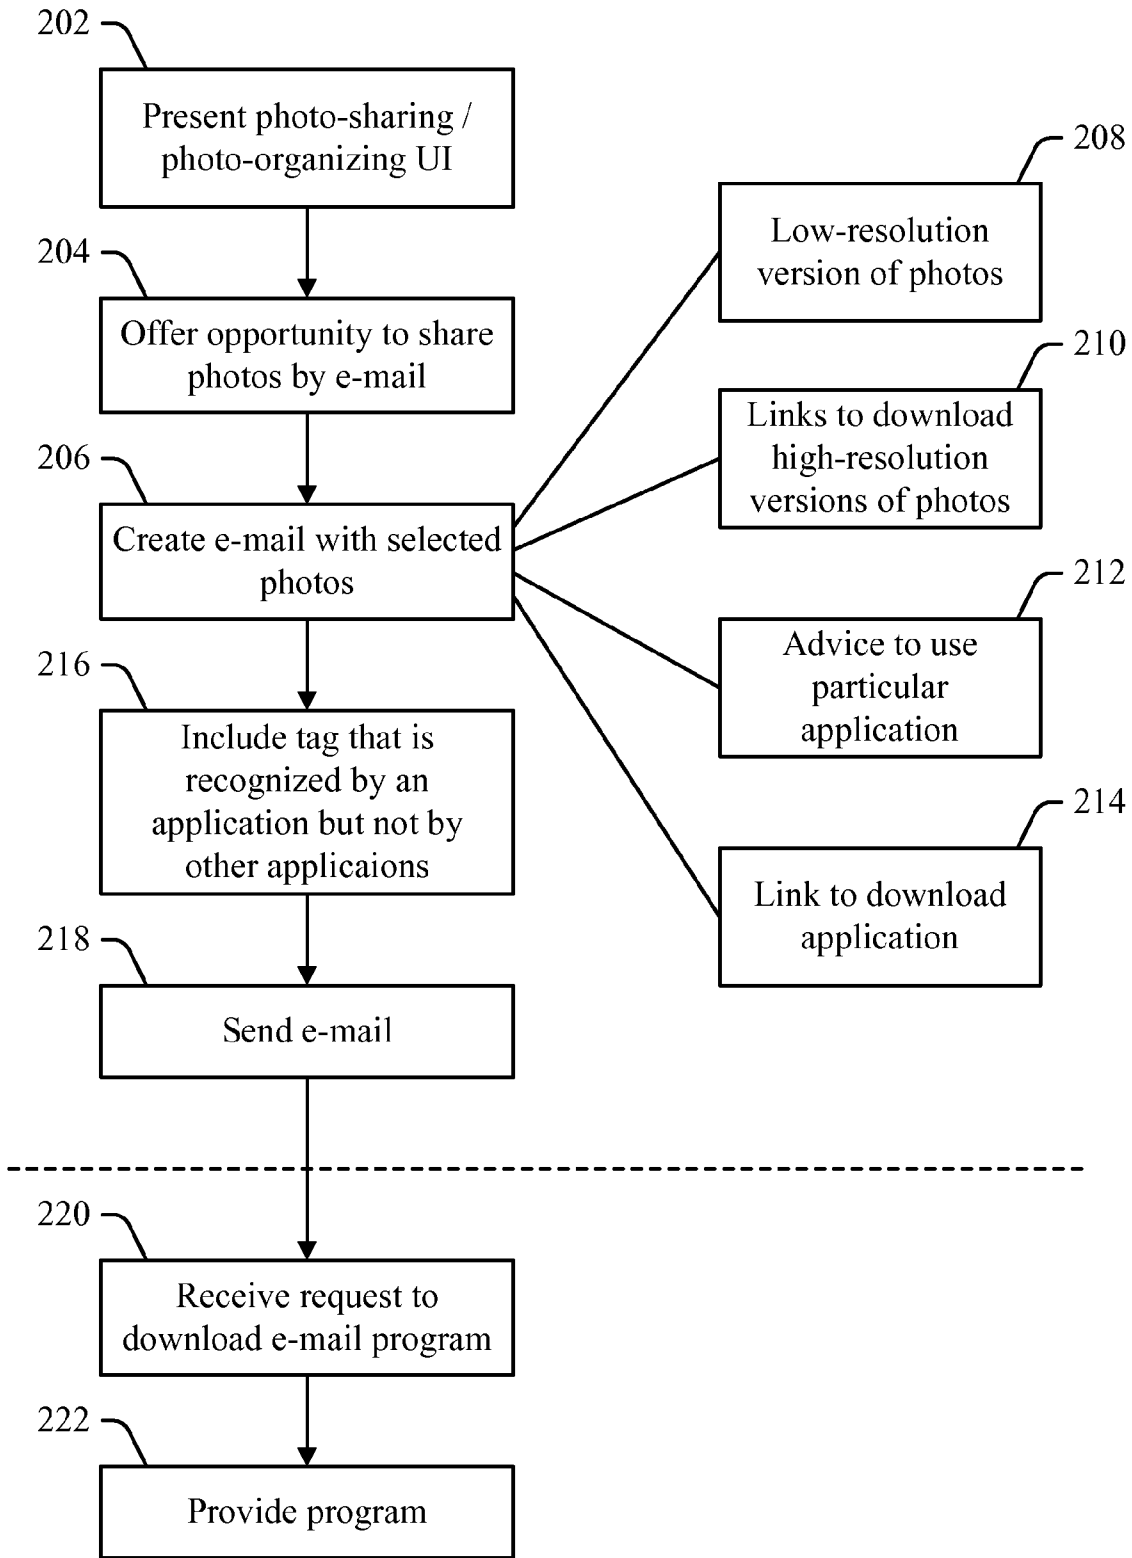 202
Present photo-sharing /
photo-organizing UI
204
Offer opportunity to share
photos by e-mail
206
Create e-mail with selected
photos
208
Low-resolution
version of photos
210
Links to download
high-resolution
versions of photos
212
Advice to use
particular
application
214
Link to download
application
216
Include tag that is
recognized by an
application but not by
other applicaions
218
Send e-mail
220
Receive request to
download e-mail program
222
Provide program